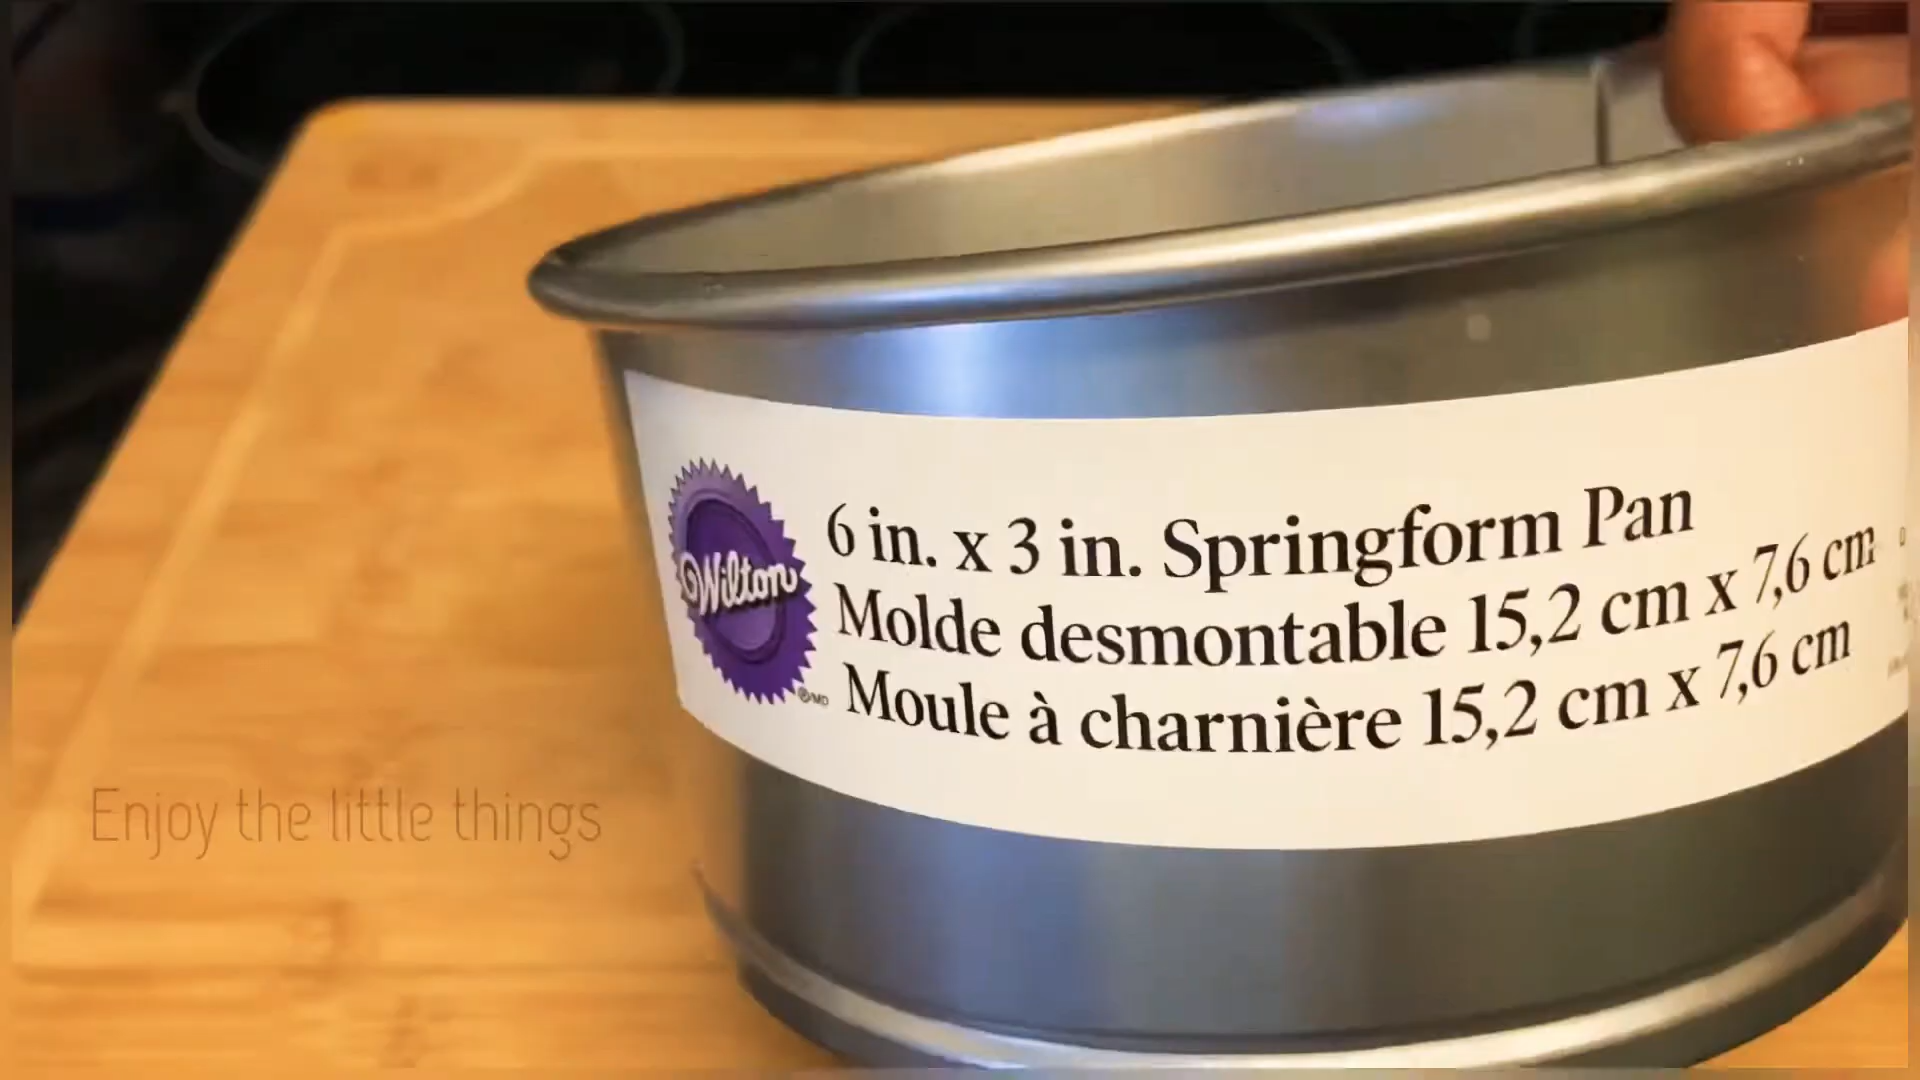 Wilton
®MD
6 in. x 3 in. Springform Pan
Molde desmontable 15,2 cm x 7,6 cm
Moule à charnière 15,2 cm x 7,6 cm
Enjoy the little things